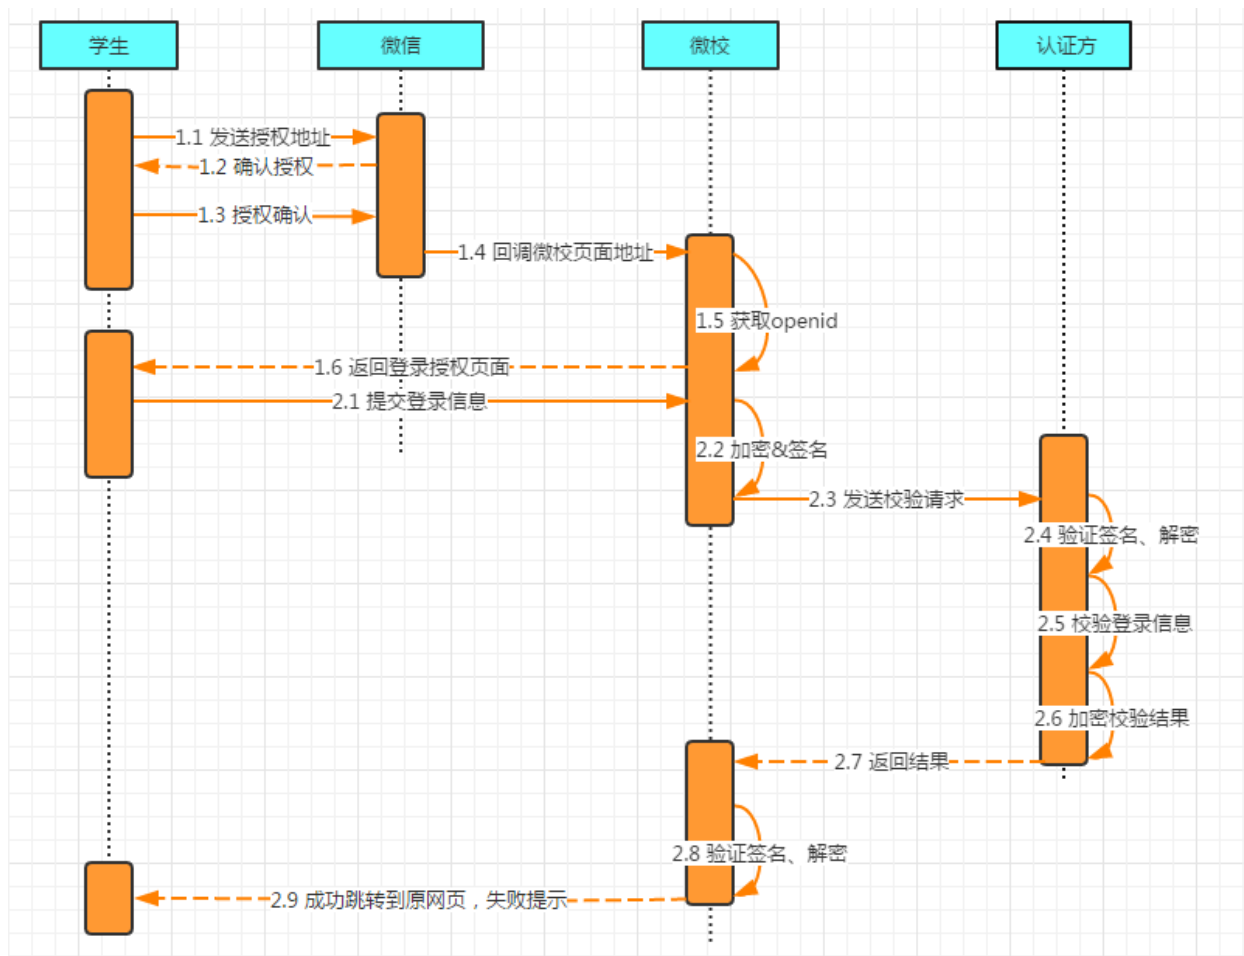 学生
微信
微校
认证方
1.1 发送授权地址
1.2 确认授权
1.3 授权确认
1.4 回调微校页面地址
1.5 获取openid
1.6 返回登录授权页面
2.1 提交登录信息
2.2 加密&签名
2.3 发送校验请求
2.4 验证签名、解密
2.5 校验登录信息
2.6 加密校验结果
2.7 返回结果
2.8 验证签名、解密
2.9 成功跳转到原网页，失败提示